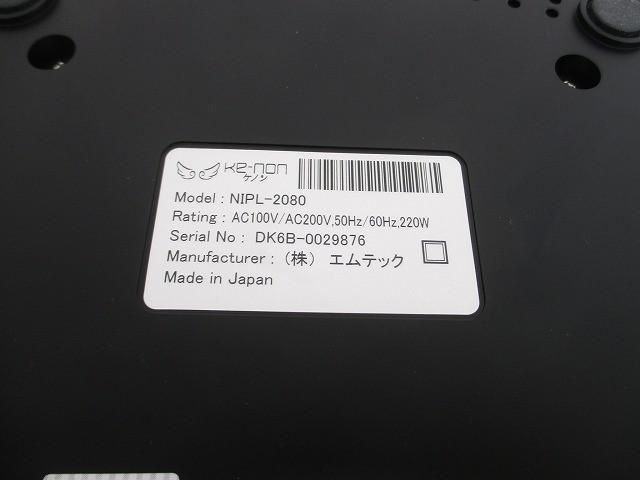 Ke-non
ケノン
Model : NIPL-2080
Rating : AC100V/AC200V,50Hz/60Hz,220W
Serial No : DK6B-0029876
Manufacturer : (株) エムテック
Made in Japan